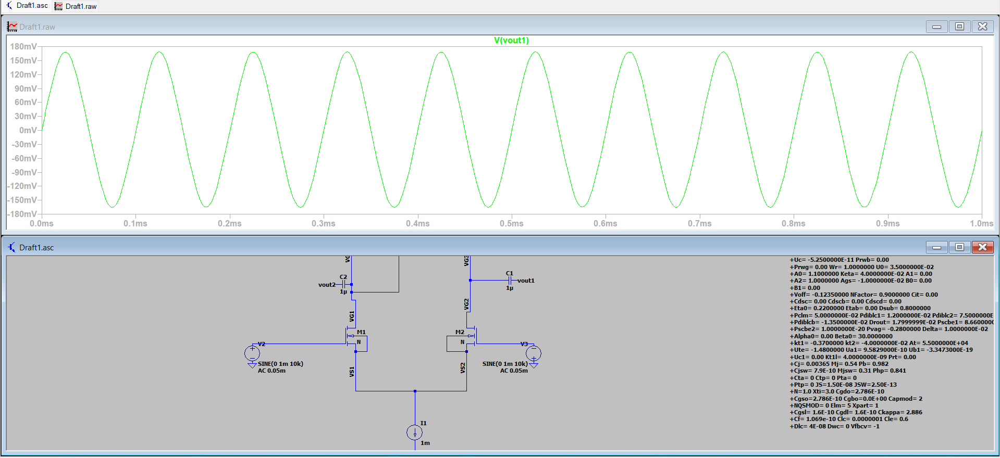 Draft1.asc Draft1.raw
Draft1.raw
V(vout1)
180mV
150mV
120mV
90mV
60mV
30mV
0mV
-30mV
-60mV
-90mV
-120mV
-150mV
-180mV
0.0ms 0.1ms 0.2ms 0.3ms 0.4ms 0.5ms 0.6ms 0.7ms 0.8ms 0.9ms 1.0ms
Draft1.asc
C2
vout2
1µ
VG1
M1
N
V2
SINE(0 1m 10k)
AC 0.05m
VS1
VG3
C1
vout1
1µ
VG2
M2
N
V3
SINE(0 1m 10k)
AC 0.05m
VS2
I1
1m
+Uc= -5.2500000E-11 Prwb= 0.00
+Prwg= 0.00 Wr= 1.0000000 U0= 3.5000000E-02
+A0= 1.1000000 Keta= 4.0000000E-02 A1= 0.00
+A2= 1.0000000 Ags= -1.0000000E-02 B0= 0.00
+B1= 0.00
+Voff= -0.12350000 NFactor= 0.9000000 Cit= 0.00
+Cdsc= 0.00 Cdscb= 0.00 Cdscd= 0.00
+Eta0= 0.2200000 Etab= 0.00 Dsub= 0.8000000
+Pclm= 5.0000000E-02 Pdiblc1= 1.2000000E-02 Pdiblc2= 7.5000000E
+Pdiblcb= -1.3500000E-02 Drout= 1.7999999E-02 Pscbe1= 8.6600000
+Pscbe2= 1.0000000E-20 Pvag= -0.2800000 Delta= 1.0000000E-02
+Alpha0= 0.00 Beta0= 30.0000000
+kt1= -0.3700000 kt2= -4.0000000E-02 At= 5.5000000E+04
+Ute= -1.4800000 Ua1= 9.5829000E-10 Ub1= -3.3473000E-19
+Uc1= 0.00 Kt1l= 4.0000000E-09 Prt= 0.00
+Cj= 0.00365 Mj= 0.54 Pb= 0.982
+Cjsw= 7.9E-10 Mjsw= 0.31 Php= 0.841
+Cta= 0 Ctp= 0 Pta= 0
+Ptp= 0 JS=1.50E-08 JSW=2.50E-13
+N=1.0 Xti=3.0 Cgdo=2.786E-10
+Cgso=2.786E-10 Cgbo=0.0E+00 Capmod= 2
+NQSMOD= 0 Elm= 5 Xpart= 1
+Cgsl= 1.6E-10 Cgdl= 1.6E-10 Ckappa= 2.886
+Cf= 1.069e-10 Clc= 0.0000001 Cle= 0.6
+Dlc= 4E-08 Dwc= 0 Vfbcv= -1